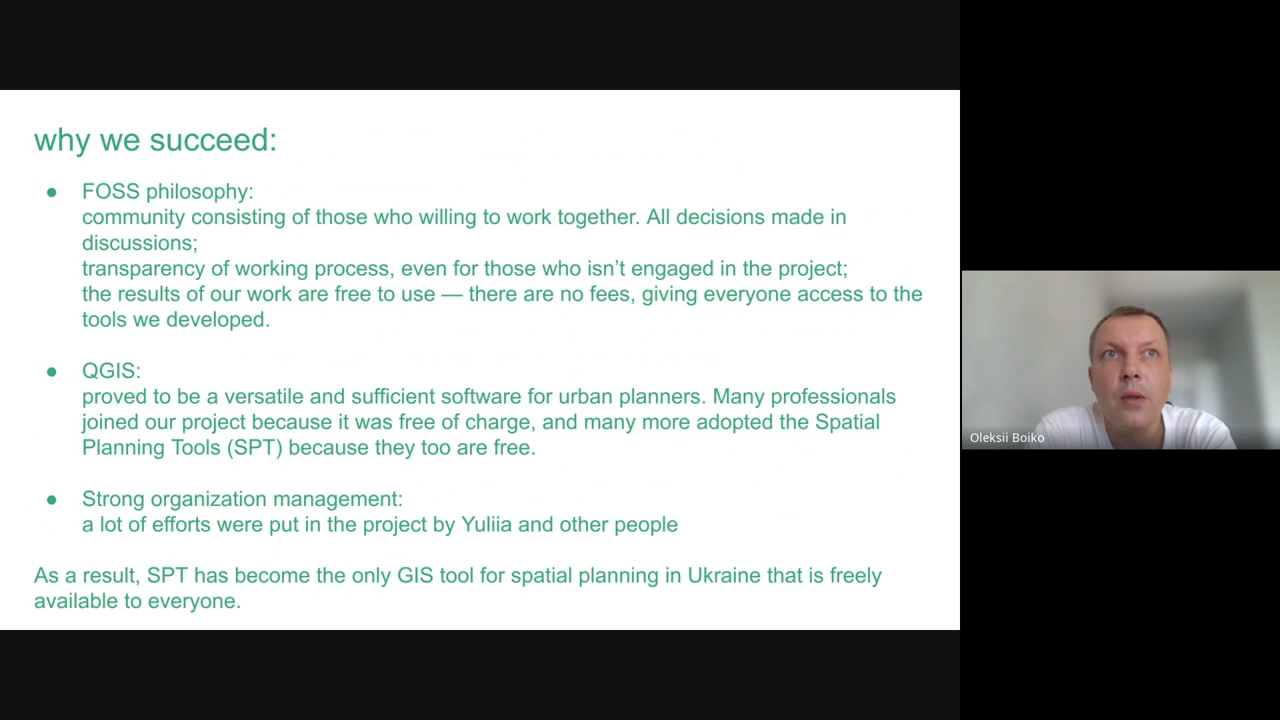 why we succeed:
● FOSS philosophy:
community consisting of those who willing to work together. All decisions made in
discussions;
transparency of working process, even for those who isn’t engaged in the project;
the results of our work are free to use — there are no fees, giving everyone access to the
tools we developed.
● QGIS:
proved to be a versatile and sufficient software for urban planners. Many professionals
joined our project because it was free of charge, and many more adopted the Spatial
Planning Tools (SPT) because they too are free.
● Strong organization management:
a lot of efforts were put in the project by Yuliia and other people
As a result, SPT has become the only GIS tool for spatial planning in Ukraine that is freely
available to everyone.
Oleksii Boiko